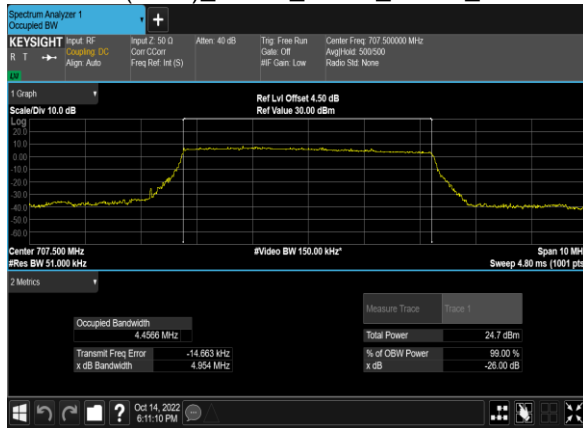 Spectrum Analyzer 1
Occupied BW
+
KEYSIGHT Input: RF Input Z: 50 Ω Atten: 40 dB Trig: Free Run Center Freq: 707.500000 MHz
R T Coupling: DC Corr CCorr Gate: Off Avg|Hold: 500/500
Align: Auto Freq Ref: Int (S) #IF Gain: Low Radio Std: None
1 Graph
Ref Lvl Offset 4.50 dB
Scale/Div 10.0 dB Ref Value 30.00 dBm
Log
20.0
10.0
0.00
-10.0
-20.0
-30.0
-40.0
-50.0
-60.0
Center 707.500 MHz #Video BW 150.00 kHz* Span 10 MH
#Res BW 51.000 kHz Sweep 4.80 ms (1001 pts
2 Metrics
Measure Trace Trace 1
Occupied Bandwidth
4.4566 MHz Total Power 24.7 dBm
Transmit Freq Error -14.663 kHz % of OBW Power 99.00 %
x dB Bandwidth 4.954 MHz x dB -26.00 dB
? Oct 14, 2022
6:11:10 PM